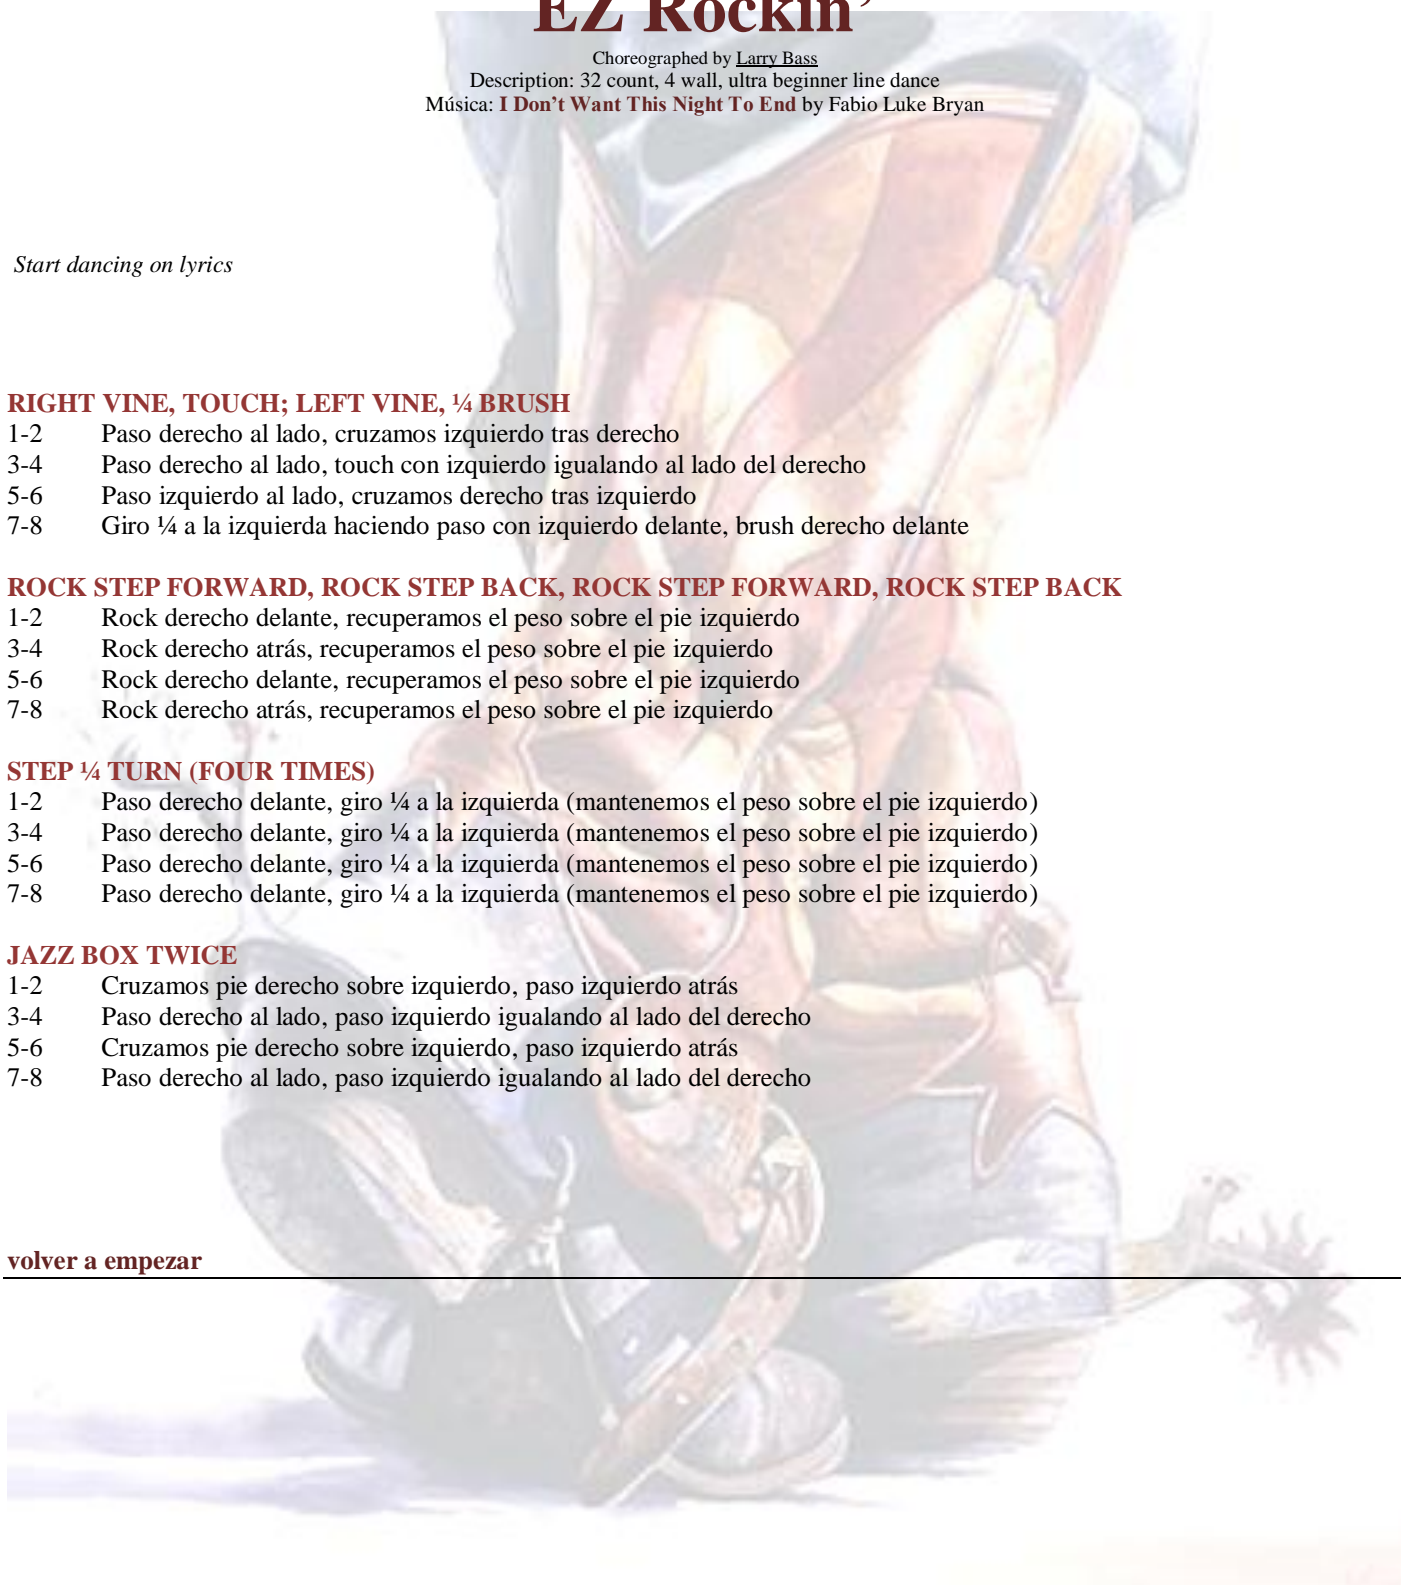 EZ Rockin’
Choreographed by Larry Bass
Description: 32 count, 4 wall, ultra beginner line dance
Música: I Don’t Want This Night To End by Fabio Luke Bryan
Start dancing on lyrics
RIGHT VINE, TOUCH; LEFT VINE, ¼ BRUSH
1-2 Paso derecho al lado, cruzamos izquierdo tras derecho
3-4 Paso derecho al lado, touch con izquierdo igualando al lado del derecho
5-6 Paso izquierdo al lado, cruzamos derecho tras izquierdo
7-8 Giro ¼ a la izquierda haciendo paso con izquierdo delante, brush derecho delante
ROCK STEP FORWARD, ROCK STEP BACK, ROCK STEP FORWARD, ROCK STEP BACK
1-2 Rock derecho delante, recuperamos el peso sobre el pie izquierdo
3-4 Rock derecho atrás, recuperamos el peso sobre el pie izquierdo
5-6 Rock derecho delante, recuperamos el peso sobre el pie izquierdo
7-8 Rock derecho atrás, recuperamos el peso sobre el pie izquierdo
STEP ¼ TURN (FOUR TIMES)
1-2 Paso derecho delante, giro ¼ a la izquierda (mantenemos el peso sobre el pie izquierdo)
3-4 Paso derecho delante, giro ¼ a la izquierda (mantenemos el peso sobre el pie izquierdo)
5-6 Paso derecho delante, giro ¼ a la izquierda (mantenemos el peso sobre el pie izquierdo)
7-8 Paso derecho delante, giro ¼ a la izquierda (mantenemos el peso sobre el pie izquierdo)
JAZZ BOX TWICE
1-2 Cruzamos pie derecho sobre izquierdo, paso izquierdo atrás
3-4 Paso derecho al lado, paso izquierdo igualando al lado del derecho
5-6 Cruzamos pie derecho sobre izquierdo, paso izquierdo atrás
7-8 Paso derecho al lado, paso izquierdo igualando al lado del derecho
volver a empezar